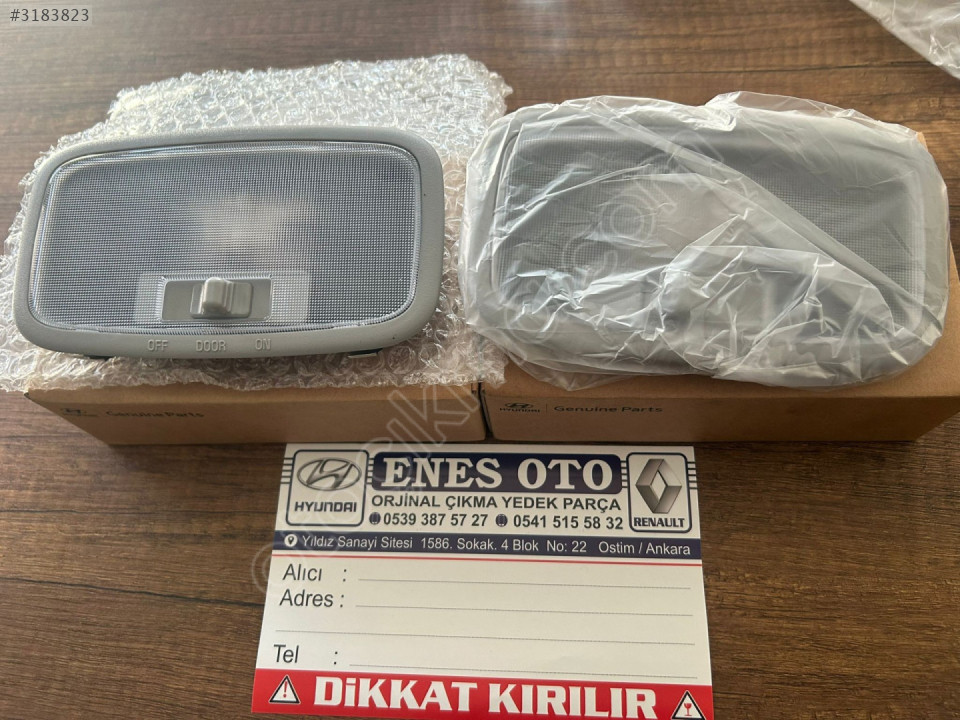 #3183823
OFF DOOR ON
Genuine Parts
HYUNDAI | Genuine Parts
ENES OTO
HYUNDAI
ORJİNAL ÇIKMA YEDEK PARÇA
0539 387 57 27 0541 515 58 32
RENAULT
Yıldız Sanayi Sitesi 1586. Sokak. 4 Blok No: 22 Ostim / Ankara
Alıcı :
Adres :
Tel :
DİKKAT KIRILIR